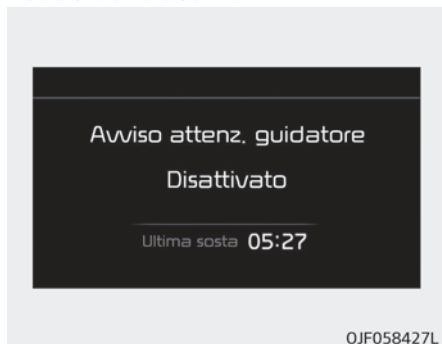 Avviso attenz. guidatore
Disattivato
Ultima sosta 05:27
OJF058427L